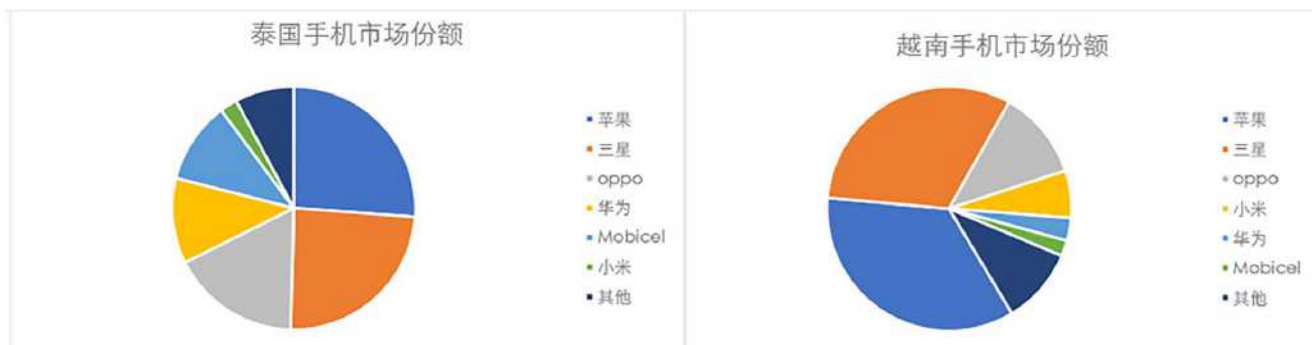 泰国手机市场份额
苹果
三星
oppo
华为
Mobicel
小米
其他
越南手机市场份额
苹果
三星
oppo
小米
华为
Mobicel
其他